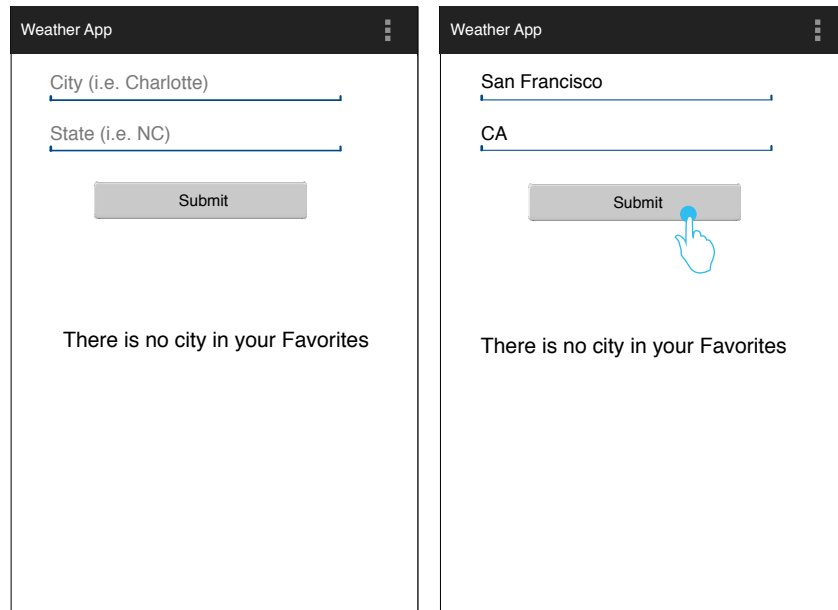 Weather App
City (i.e. Charlotte)
State (i.e. NC)
Submit
There is no city in your Favorites
Weather App
San Francisco
CA
Submit
There is no city in your Favorites